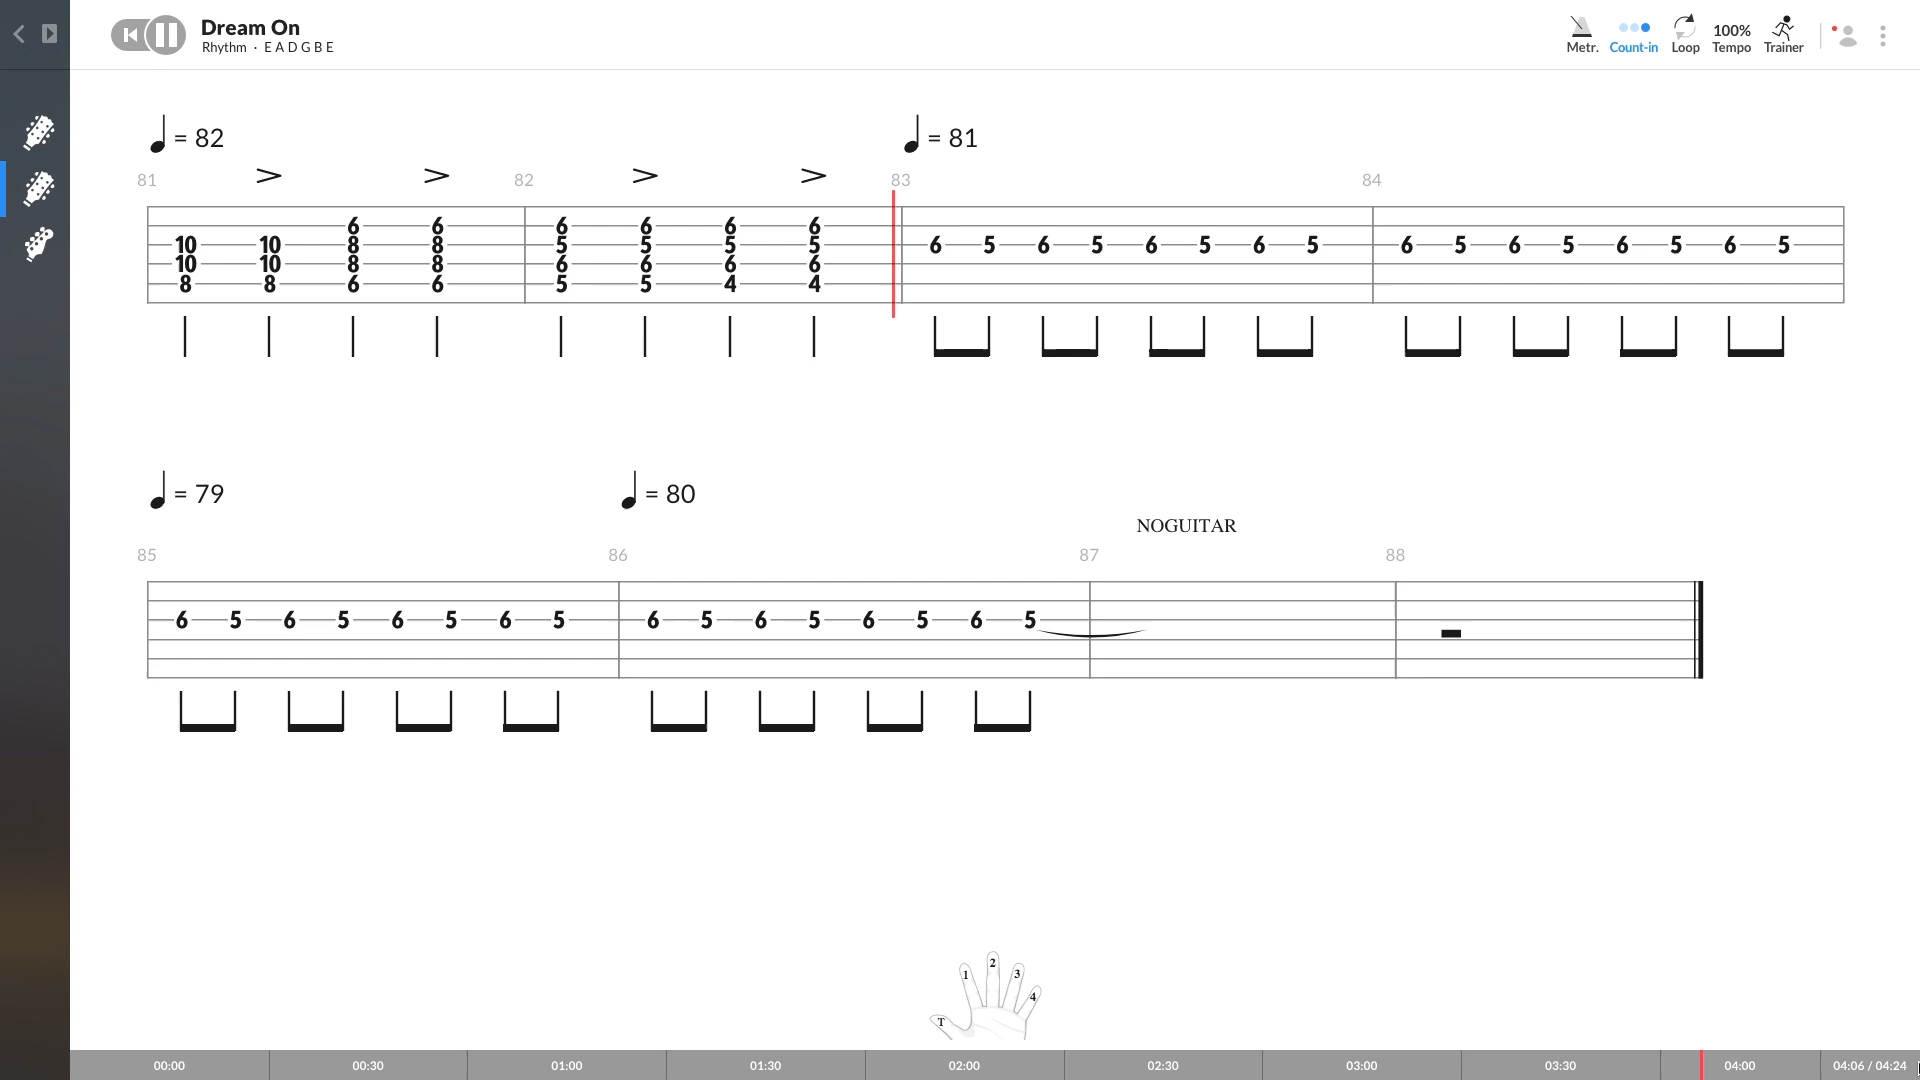 Dream On
Rhythm · E A D G B E
Metr. Count-in Loop 100% Tempo Trainer
= 82 = 81
81 > > 82 > > 83 84
6 6 6 6 6 6
10 10 8 8 5 5 5 5 6 5 6 5 6 5 6 5 6 5 6 5 6 5 6 5
10 10 8 8 6 6 6 6
8 8 6 6 5 5 4 4
= 79 = 80
NOGUITAR
85 86 87 88
6 5 6 5 6 5 6 5 6 5 6 5 6 5 6 5
T 1 2 3 4
00:00 00:30 01:00 01:30 02:00 02:30 03:00 03:30 04:00 04:06 / 04:24